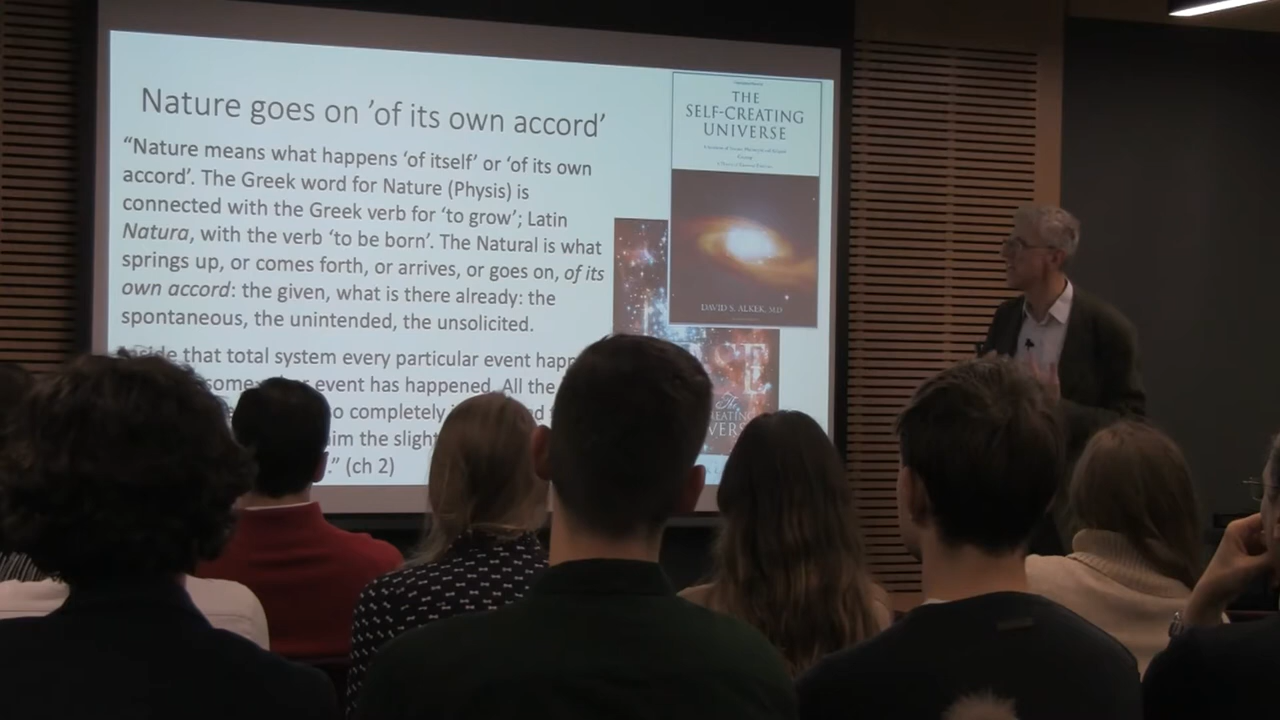 Nature goes on ’of its own accord’
“Nature means what happens ‘of itself’ or ‘of its own
accord’. The Greek word for Nature (Physis) is
connected with the Greek verb for ‘to grow’; Latin
Natura, with the verb ‘to be born’. The Natural is what
springs up, or comes forth, or arrives, or goes on, of its
own accord: the given, what is there already: the
spontaneous, the unintended, the unsolicited.
that total system every particular event
event has happened. All the
completely
the
.” (ch 2)
THE
SELF-CREATING
UNIVERSE
DAVID S. ALKEK, M.D.
The